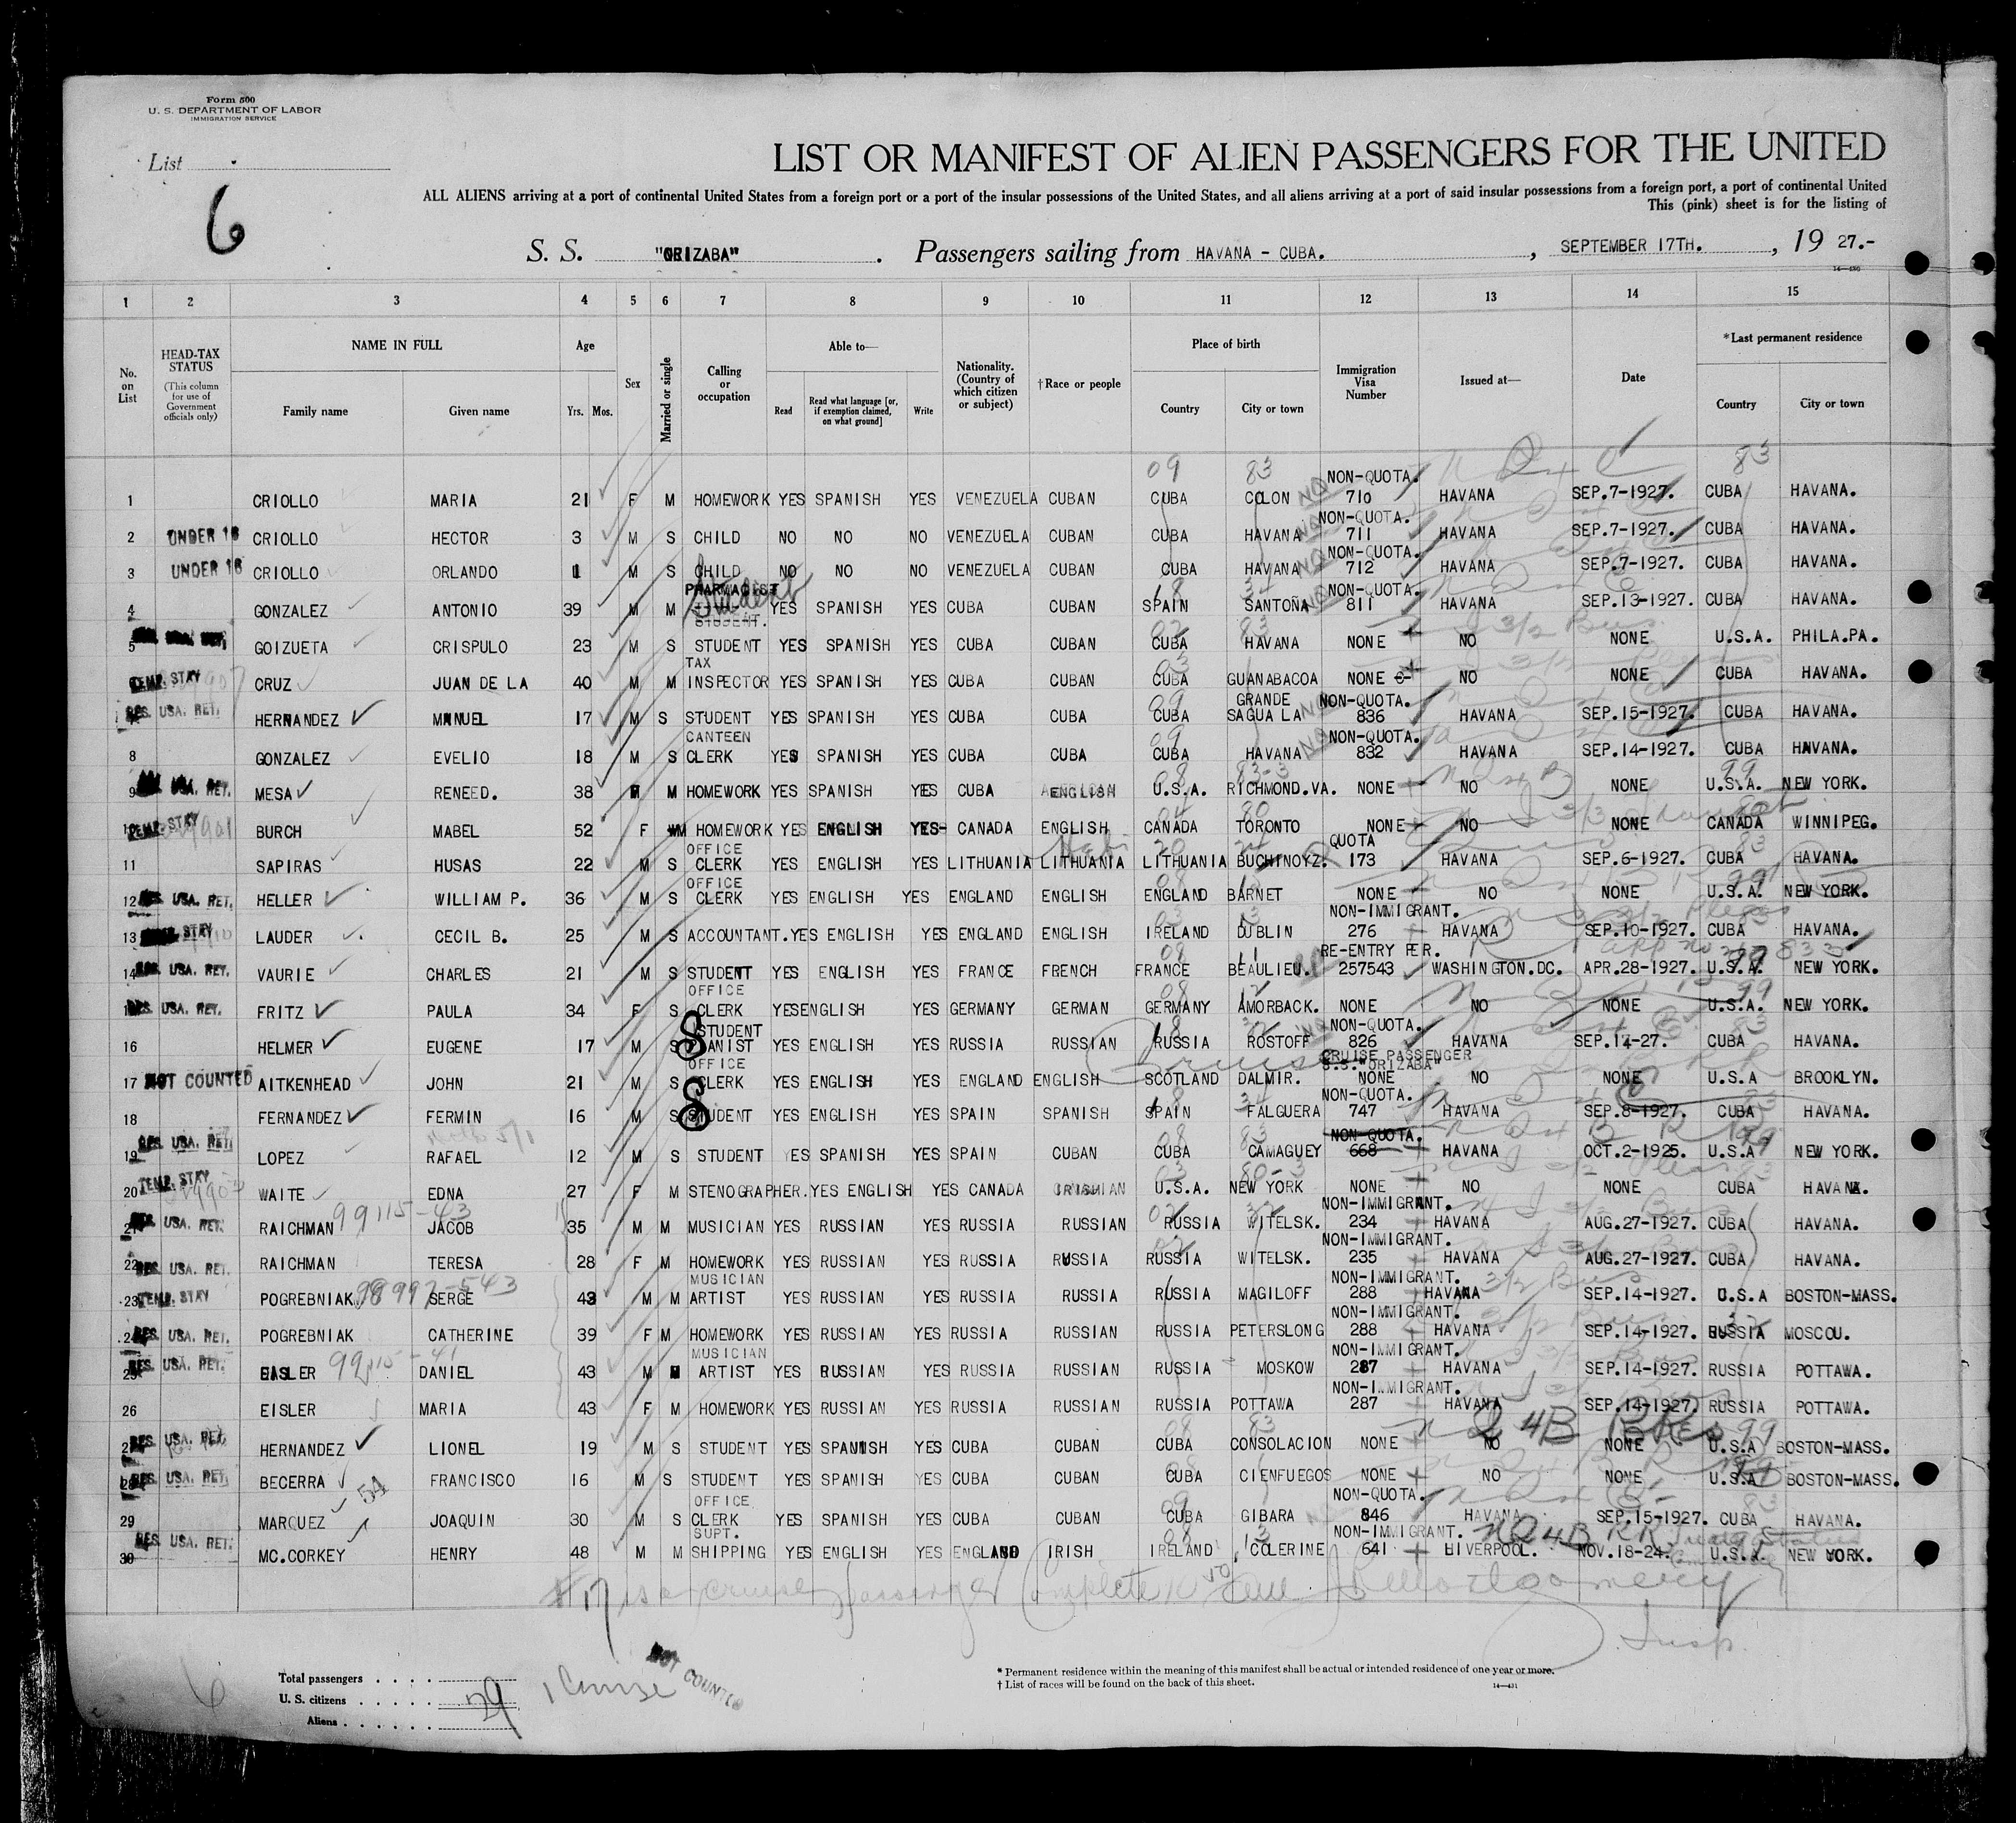 Form 500
U. S. DEPARTMENT OF LABOR
IMMIGRATION SERVICE
List
6
LIST OR MANIFEST OF ALIEN PASSENGERS FOR THE UNITED
ALL ALIENS arriving at a port of continental United States from a foreign port or a port of the insular possessions of the United States, and all aliens arriving at a port of said insular possessions from a foreign port, a port of continental United
This (pink) sheet is for the listing of
S. S. "ORIZABA" . Passengers sailing from HAVANA - CUBA. , SEPTEMBER 17TH. , 19 27.-
14-430
1 2 3 4 5 6 7 8 9 10 11 12 13 14 15
No. on List HEAD-TAX STATUS (This column for use of Government officials only) NAME IN FULL Family name Given name Age Yrs. Mos. Sex Married or single Calling or occupation Able to— Read Read what language [or, if exemption claimed, on what ground] Write Nationality. (Country of which citizen or subject) †Race or people Place of birth Country City or town Immigration Visa Number Issued at— Date *Last permanent residence Country City or town
09 83 83
1 CRIOLLO MARIA 21 F M HOMEWORK YES SPANISH YES VENEZUELA CUBAN CUBA COLON NON-QUOTA. 710 HAVANA SEP.7-1927. CUBA HAVANA.
2 UNDER 16 CRIOLLO HECTOR 3 M S CHILD NO NO NO VENEZUELA CUBAN CUBA HAVANA NON-QUOTA. 711 HAVANA SEP.7-1927. CUBA HAVANA.
3 UNDER 16 CRIOLLO ORLANDO 1 M S CHILD NO NO NO VENEZUELA CUBAN CUBA HAVANA NON-QUOTA. 712 HAVANA SEP.7-1927. CUBA HAVANA.
4 GONZALEZ ANTONIO 39 M M PHARMACIST STUDENT. Student YES SPANISH YES CUBA CUBAN SPAIN SANTOÑA NON-QUOTA. 811 HAVANA SEP.13-1927. CUBA HAVANA.
5 GOIZUETA CRISPULO 23 M S STUDENT YES SPANISH YES CUBA CUBAN CUBA HAVANA NONE NO NONE U.S.A. PHILA.PA.
TEMP. STAY CRUZ JUAN DE LA 40 M M TAX INSPECTOR YES SPANISH YES CUBA CUBAN CUBA GUANABACOA NONE NO NONE CUBA HAVANA.
RES. USA. RET. HERNANDEZ MANUEL 17 M S STUDENT YES SPANISH YES CUBA CUBA CUBA GRANDE SAGUA LA NON-QUOTA. 836 HAVANA SEP.15-1927. CUBA HAVANA.
8 GONZALEZ EVELIO 18 M S CANTEEN CLERK YES SPANISH YES CUBA CUBA CUBA HAVANA NON-QUOTA. 832 HAVANA SEP.14-1927. CUBA HAVANA.
9 USA. RET. MESA RENEED. 38 M HOMEWORK YES SPANISH YES CUBA ENGLISH U.S.A. RICHMOND.VA. NONE NO NONE U.S.A. NEW YORK.
TEMP. STAY BURCH MABEL 52 F M HOMEWORK YES ENGLISH YES- CANADA ENGLISH CANADA TORONTO NONE NO NONE CANADA WINNIPEG.
11 SAPIRAS HUSAS 22 M S OFFICE CLERK YES ENGLISH YES LITHUANIA LITHUANIA LITHUANIA BUCHINOYZ. QUOTA 173 HAVANA SEP.6-1927. CUBA HAVANA.
12 USA. RET. HELLER WILLIAM P. 36 M S OFFICE CLERK YES ENGLISH YES ENGLAND ENGLISH ENGLAND BARNET NONE NO NONE U.S.A. NEW YORK.
13 STAY LAUDER CECIL B. 25 M S ACCOUNTANT. YES ENGLISH YES ENGLAND ENGLISH IRELAND DUBLIN NON-IMMIGRANT. 276 HAVANA SEP.10-1927. CUBA HAVANA.
14 USA. RET. VAURIE CHARLES 21 M S STUDENT YES ENGLISH YES FRANCE FRENCH FRANCE BEAULIEU. RE-ENTRY PER. 257543 WASHINGTON.DC. APR.28-1927. U.S.A. NEW YORK.
RES. USA. RET. FRITZ PAULA 34 F S OFFICE CLERK YES ENGLISH YES GERMANY GERMAN GERMANY AMORBACK. NONE NO NONE U.S.A. NEW YORK.
16 HELMER EUGENE 17 M S STUDENT PIANIST YES ENGLISH YES RUSSIA RUSSIAN RUSSIA ROSTOFF NON-QUOTA. 826 HAVANA SEP.14-27. CUBA HAVANA.
17 NOT COUNTED AITKENHEAD JOHN 21 M S OFFICE CLERK YES ENGLISH YES ENGLAND ENGLISH Cruise SCOTLAND DALMIR. CRUISE PASSENGER S.S."ORIZABA" NONE NO NONE U.S.A BROOKLYN.
18 FERNANDEZ FERMIN 16 M S STUDENT YES ENGLISH YES SPAIN SPANISH SPAIN FALGUERA NON-QUOTA. 747 HAVANA SEP.8-1927. CUBA HAVANA.
19 RES. USA. RET. LOPEZ RAFAEL 12 M S STUDENT YES SPANISH YES SPAIN CUBAN CUBA CAMAGUEY NON-QUOTA. 668 HAVANA OCT.2-1925. U.S.A NEW YORK.
20 TEMP. STAY WAITE EDNA 27 F M STENOGRAPHER. YES ENGLISH YES CANADA U.S.A. NEW YORK NONE NO NONE CUBA HAVANA.
21 USA. RET. RAICHMAN 99115-43 JACOB 35 M M MUSICIAN YES RUSSIAN YES RUSSIA RUSSIAN RUSSIA WITELSK. NON-IMMIGRANT. 234 HAVANA AUG.27-1927. CUBA HAVANA.
22 RES. USA. RET. RAICHMAN TERESA 28 F M HOMEWORK YES RUSSIAN YES RUSSIA RUSSIA RUSSIA WITELSK. NON-IMMIGRANT. 235 HAVANA AUG.27-1927. CUBA HAVANA.
23 TEMP. STAY POGREBNIAK SERGE 43 M M MUSICIAN ARTIST YES RUSSIAN YES RUSSIA RUSSIA RUSSIA MAGILOFF NON-IMMIGRANT. 288 HAVANA SEP.14-1927. U.S.A BOSTON-MASS.
24 RES. USA. RET. POGREBNIAK CATHERINE 39 F M HOMEWORK YES RUSSIAN YES RUSSIA RUSSIAN RUSSIA PETERSLONG NON-IMMIGRANT. 288 HAVANA SEP.14-1927. RUSSIA MOSCOU.
25 RES. USA. RET. EISLER DANIEL 43 M M MUSICIAN ARTIST YES RUSSIAN YES RUSSIA RUSSIAN RUSSIA MOSKOW NON-IMMIGRANT. 287 HAVANA SEP.14-1927 RUSSIA POTTAWA.
26 EISLER MARIA 43 F M HOMEWORK YES RUSSIAN YES RUSSIA RUSSIAN RUSSIA POTTAWA NON-IMMIGRANT. 287 HAVANA SEP.14-1927 RUSSIA POTTAWA.
RES. USA. RET. HERNANDEZ LIONEL 19 M S STUDENT YES SPANISH YES CUBA CUBAN CUBA CONSOLACION NONE NO NONE U.S.A BOSTON-MASS.
28 RES. USA. RET. BECERRA FRANCISCO 16 M S STUDENT YES SPANISH YES CUBA CUBAN CUBA CIENFUEGOS NONE NO NONE U.S.A BOSTON-MASS.
29 MARQUEZ JOAQUIN 30 M S OFFICE CLERK YES SPANISH YES CUBA CUBAN CUBA GIBARA NON-QUOTA. 846 HAVANA SEP.15-1927. CUBA HAVANA.
30 RES. USA. RET. MC.CORKEY HENRY 48 M M SUPT. SHIPPING YES ENGLISH YES ENGLAND IRISH IRELAND COLERINE NON-IMMIGRANT. 641 LIVERPOOL. NOV.18-24. U.S.A. NEW YORK.
#17 is a cruise passenger Complete Montgomery
Insp.
6
Total passengers
U. S. citizens
Aliens
29 1 Cruise NOT COUNTED
* Permanent residence within the meaning of this manifest shall be actual or intended residence of one year or more.
† List of races will be found on the back of this sheet.
14-431